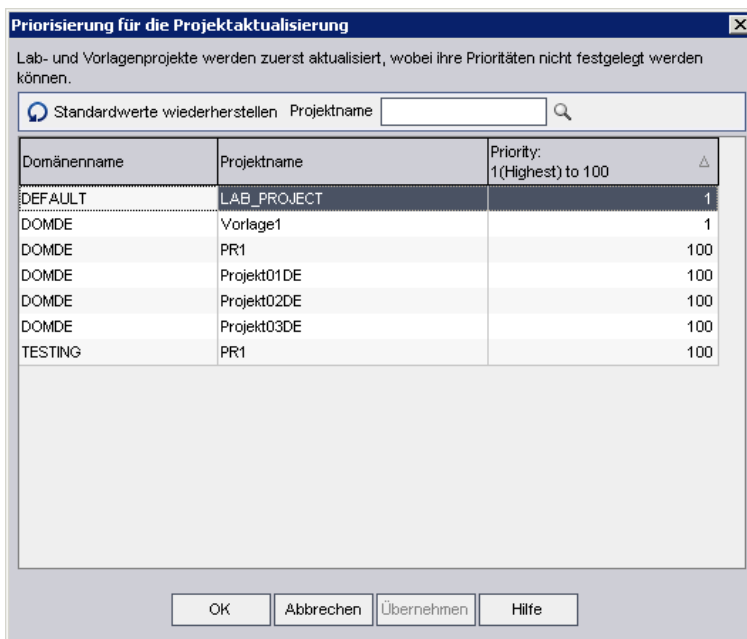 Priorisierung für die Projektaktualisierung
Lab- und Vorlagenprojekte werden zuerst aktualisiert, wobei ihre Prioritäten nicht festgelegt werden
können.
Standardwerte wiederherstellen Projektname
Domänenname Projektname Priority:
1(Highest) to 100
DEFAULT LAB_PROJECT 1
DOMDE Vorlage1 1
DOMDE PR1 100
DOMDE Projekt01DE 100
DOMDE Projekt02DE 100
DOMDE Projekt03DE 100
TESTING PR1 100
OK Abbrechen Übernehmen Hilfe